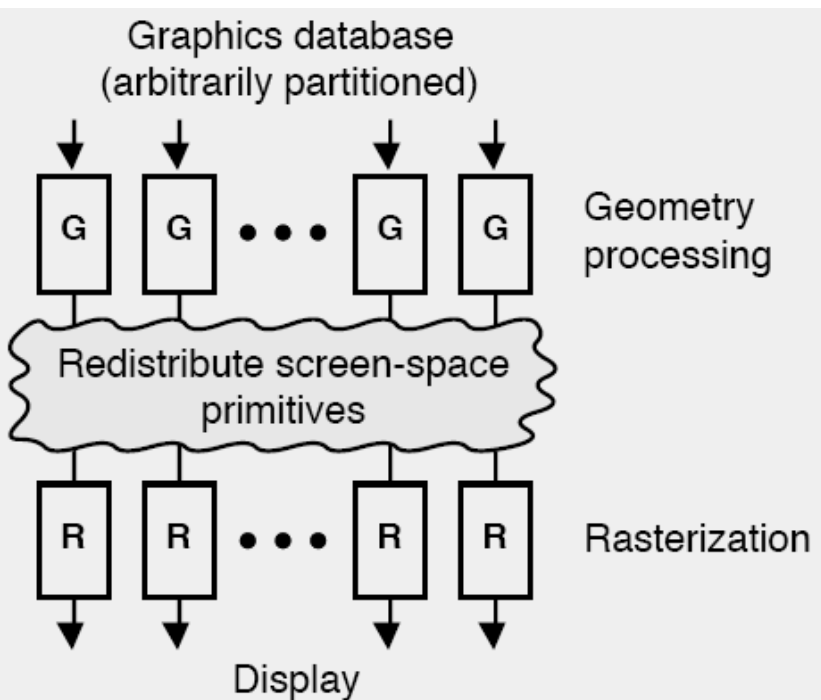 Graphics database
(arbitrarily partitioned)
G G ••• G G
Geometry
processing
Redistribute screen-space
primitives
R R ••• R R
Rasterization
Display